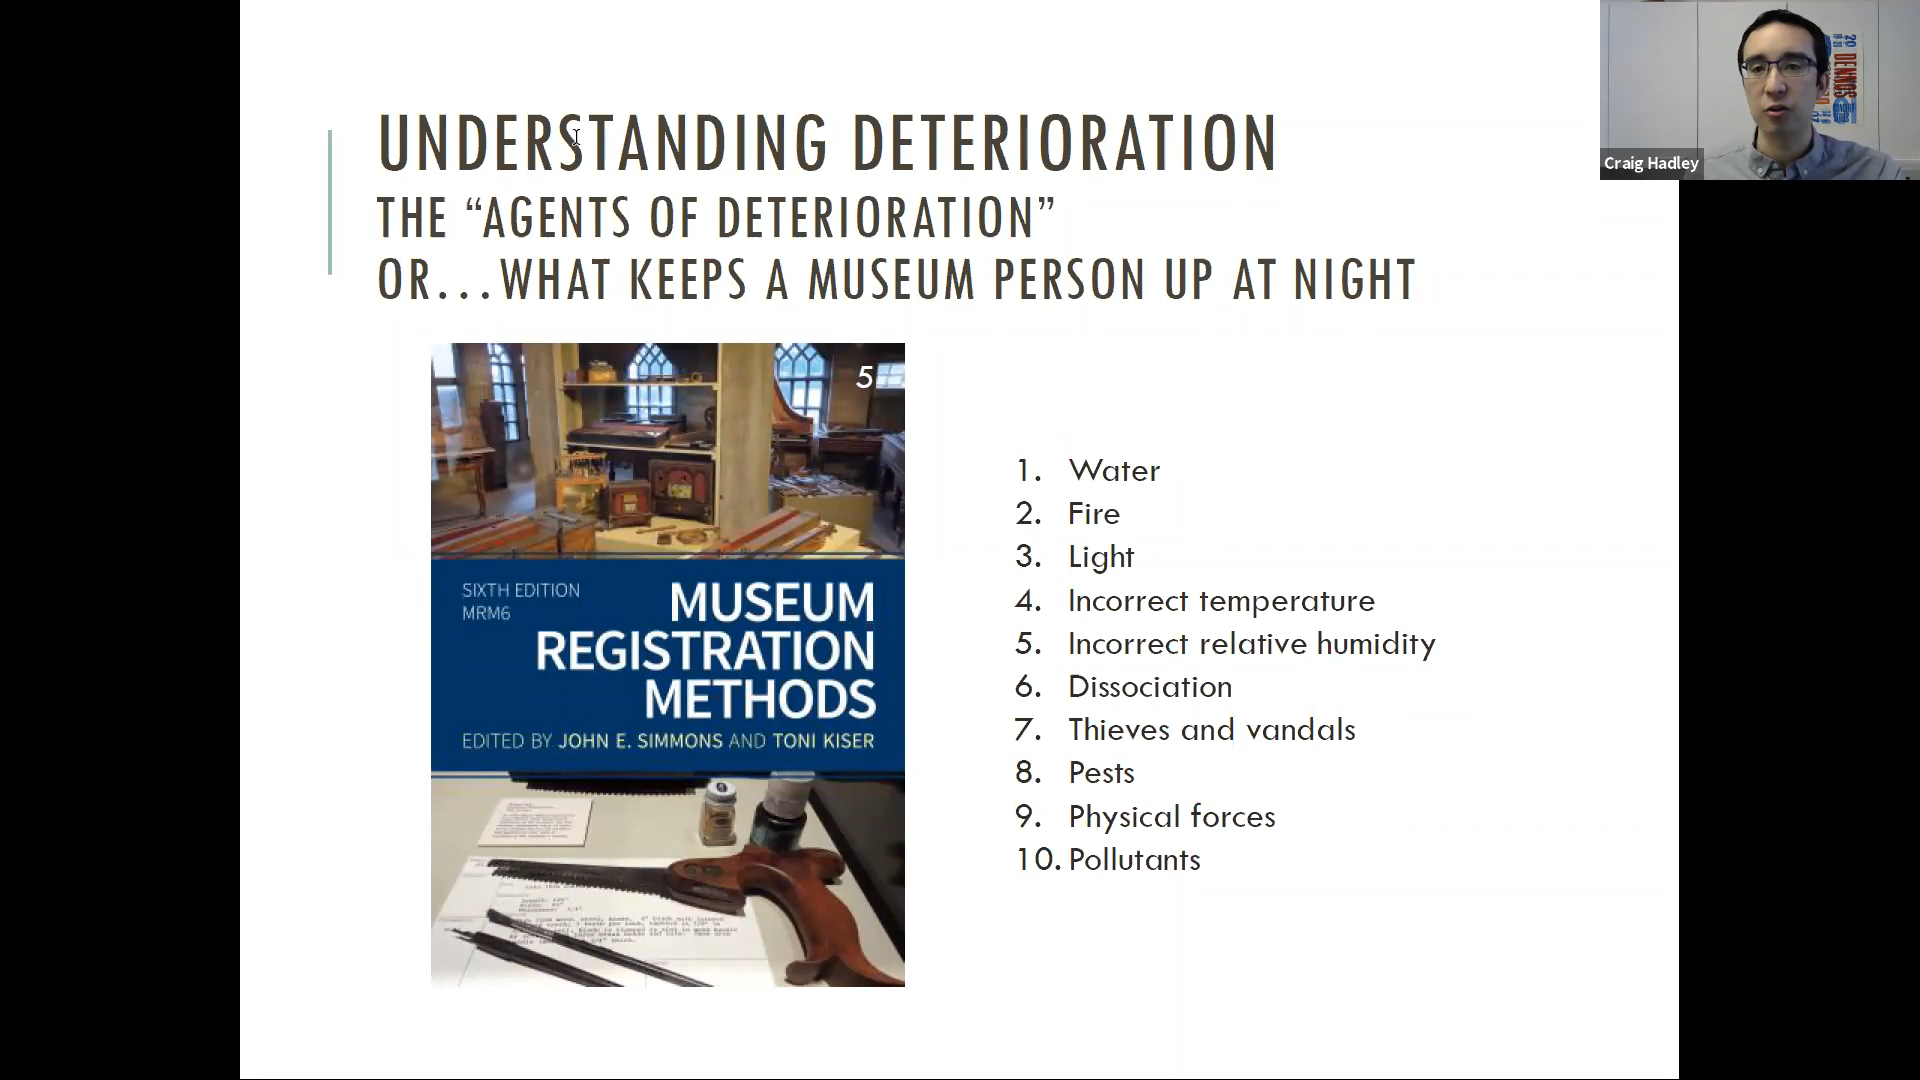 UNDERSTANDING DETERIORATION
THE “AGENTS OF DETERIORATION”
OR...WHAT KEEPS A MUSEUM PERSON UP AT NIGHT
5
SIXTH EDITION
MRM6
MUSEUM
REGISTRATION
METHODS
EDITED BY JOHN E. SIMMONS AND TONI KISER
1. Water
2. Fire
3. Light
4. Incorrect temperature
5. Incorrect relative humidity
6. Dissociation
7. Thieves and vandals
8. Pests
9. Physical forces
10. Pollutants
20
DENNOS
Craig Hadley